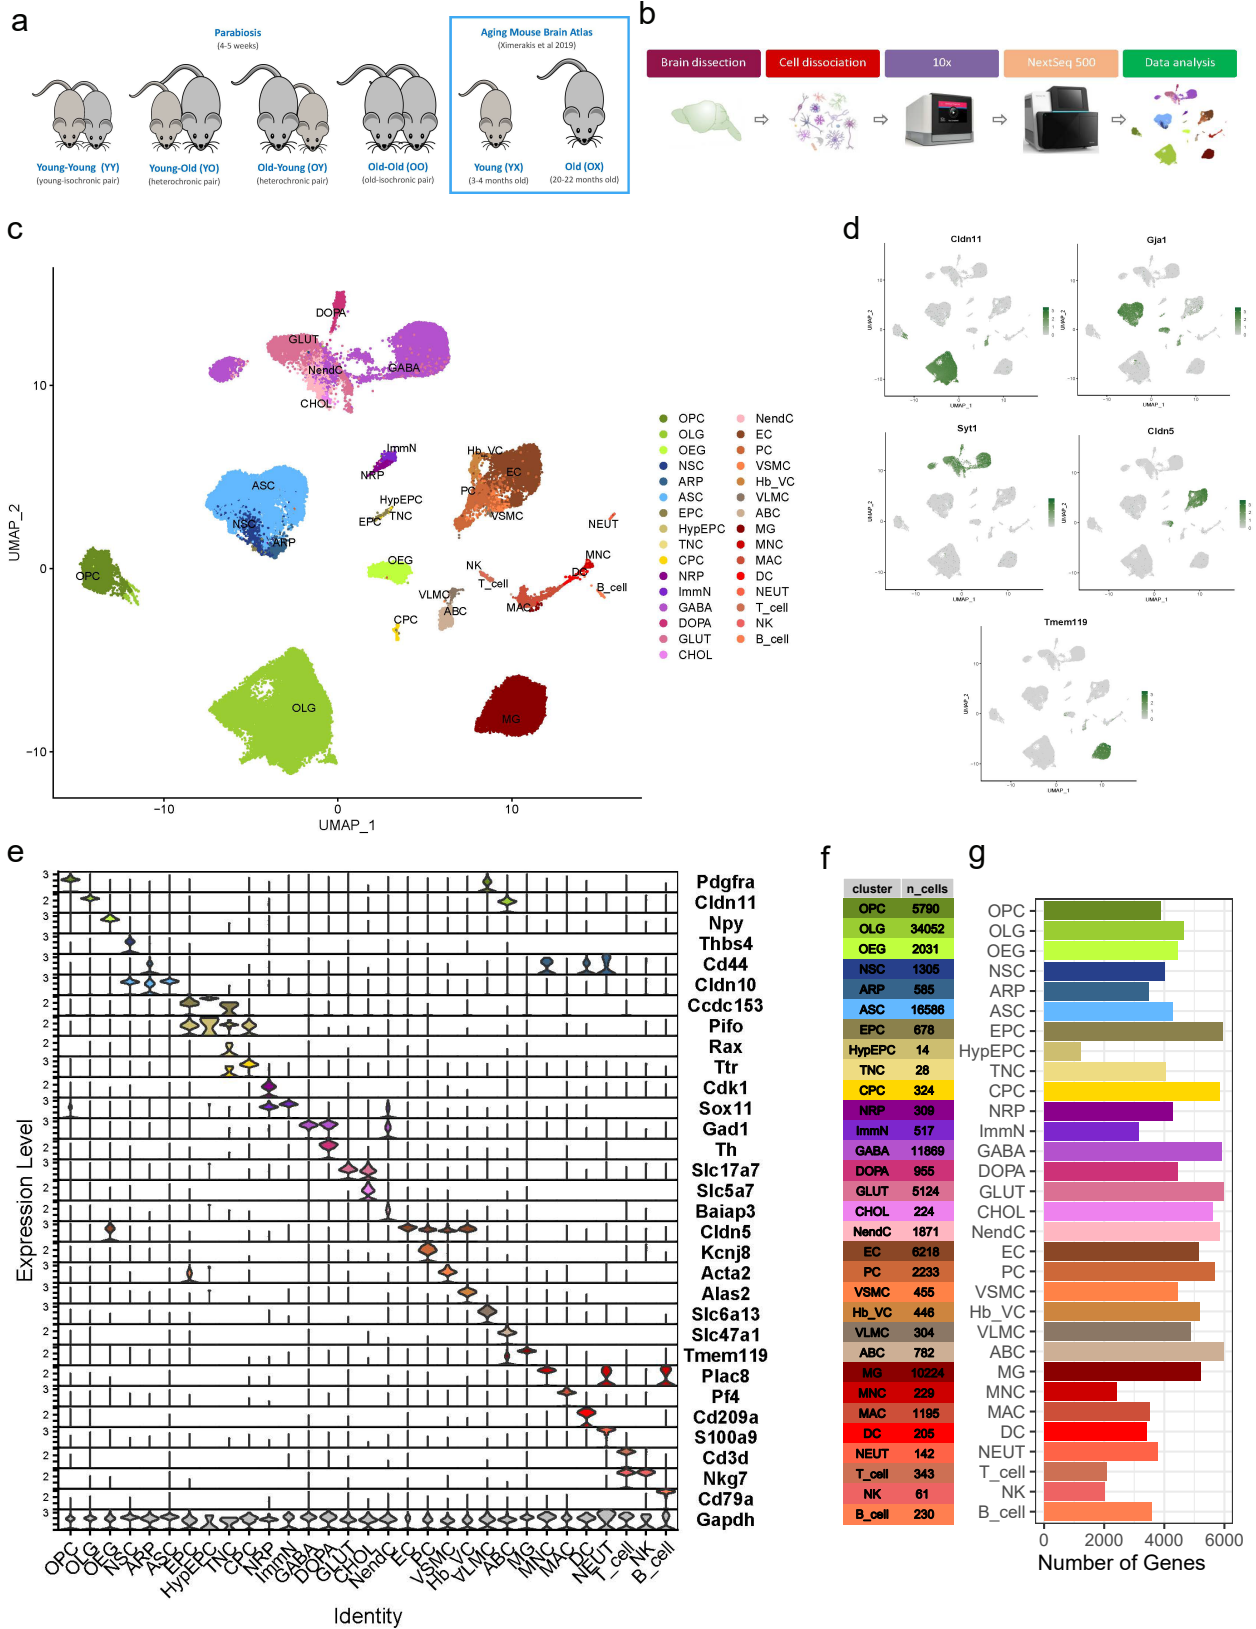 a
Parabiosis
(4-5 weeks)
Aging Mouse Brain Atlas
(Ximerakis et al 2019)
Young-Young (YY)
(young-isochronic pair)
Young-Old (YO)
(heterochronic pair)
Old-Young (OY)
(heterochronic pair)
Old-Old (OO)
(old-isochronic pair)
Young (YX)
(3-4 months old)
Old (OX)
(20-22 months old)
b
Brain dissection
Cell dissociation
10x
NextSeq 500
Data analysis
c
DOPA
GLUT
NendC
GABA
CHOL
ImmN
NRP
Hb_VC
EC
PC
VSMC
ASC
NSC
ARP
HypEPC
EPC
TNC
NEUT
OPC
OEG
NK
T_cell
MNC
DC
B_cell
VLMC
ABC
MAC
CPC
OLG
MG
10
0
−10
UMAP_2
−10
0
10
UMAP_1
OPC
OLG
OEG
NSC
ARP
ASC
EPC
HypEPC
TNC
CPC
NRP
ImmN
GABA
DOPA
GLUT
CHOL
NendC
EC
PC
VSMC
Hb_VC
VLMC
ABC
MG
MNC
MAC
DC
NEUT
T_cell
NK
B_cell
d
Cldn11
UMAP_2
UMAP_1
Gja1
UMAP_2
UMAP_1
Syt1
UMAP_2
UMAP_1
Cldn5
UMAP_2
UMAP_1
Tmem119
UMAP_2
UMAP_1
e
Expression Level
Pdgfra
Cldn11
Npy
Thbs4
Cd44
Cldn10
Ccdc153
Pifo
Rax
Ttr
Cdk1
Sox11
Gad1
Th
Slc17a7
Slc5a7
Baiap3
Cldn5
Kcnj8
Acta2
Alas2
Slc6a13
Slc47a1
Tmem119
Plac8
Pf4
Cd209a
S100a9
Cd3d
Nkg7
Cd79a
Gapdh
OPC
OLG
OEG
NSC
ARP
ASC
EPC
HypEPC
TNC
CPC
NRP
ImmN
GABA
DOPA
GLUT
CHOL
NendC
EC
PC
VSMC
Hb_VC
VLMC
ABC
MG
MNC
MAC
DC
NEUT
T_cell
NK
B_cell
Identity
f
cluster n_cells
OPC 5790
OLG 34052
OEG 2031
NSC 1305
ARP 585
ASC 16586
EPC 678
HypEPC 14
TNC 28
CPC 324
NRP 309
ImmN 517
GABA 11869
DOPA 955
GLUT 5124
CHOL 224
NendC 1871
EC 6218
PC 2233
VSMC 455
Hb_VC 446
VLMC 304
ABC 782
MG 10224
MNC 229
MAC 1195
DC 205
NEUT 142
T_cell 343
NK 61
B_cell 230
g
OPC
OLG
OEG
NSC
ARP
ASC
EPC
HypEPC
TNC
CPC
NRP
ImmN
GABA
DOPA
GLUT
CHOL
NendC
EC
PC
VSMC
Hb_VC
VLMC
ABC
MG
MNC
MAC
DC
NEUT
T_cell
NK
B_cell
0 2000 4000 6000
Number of Genes